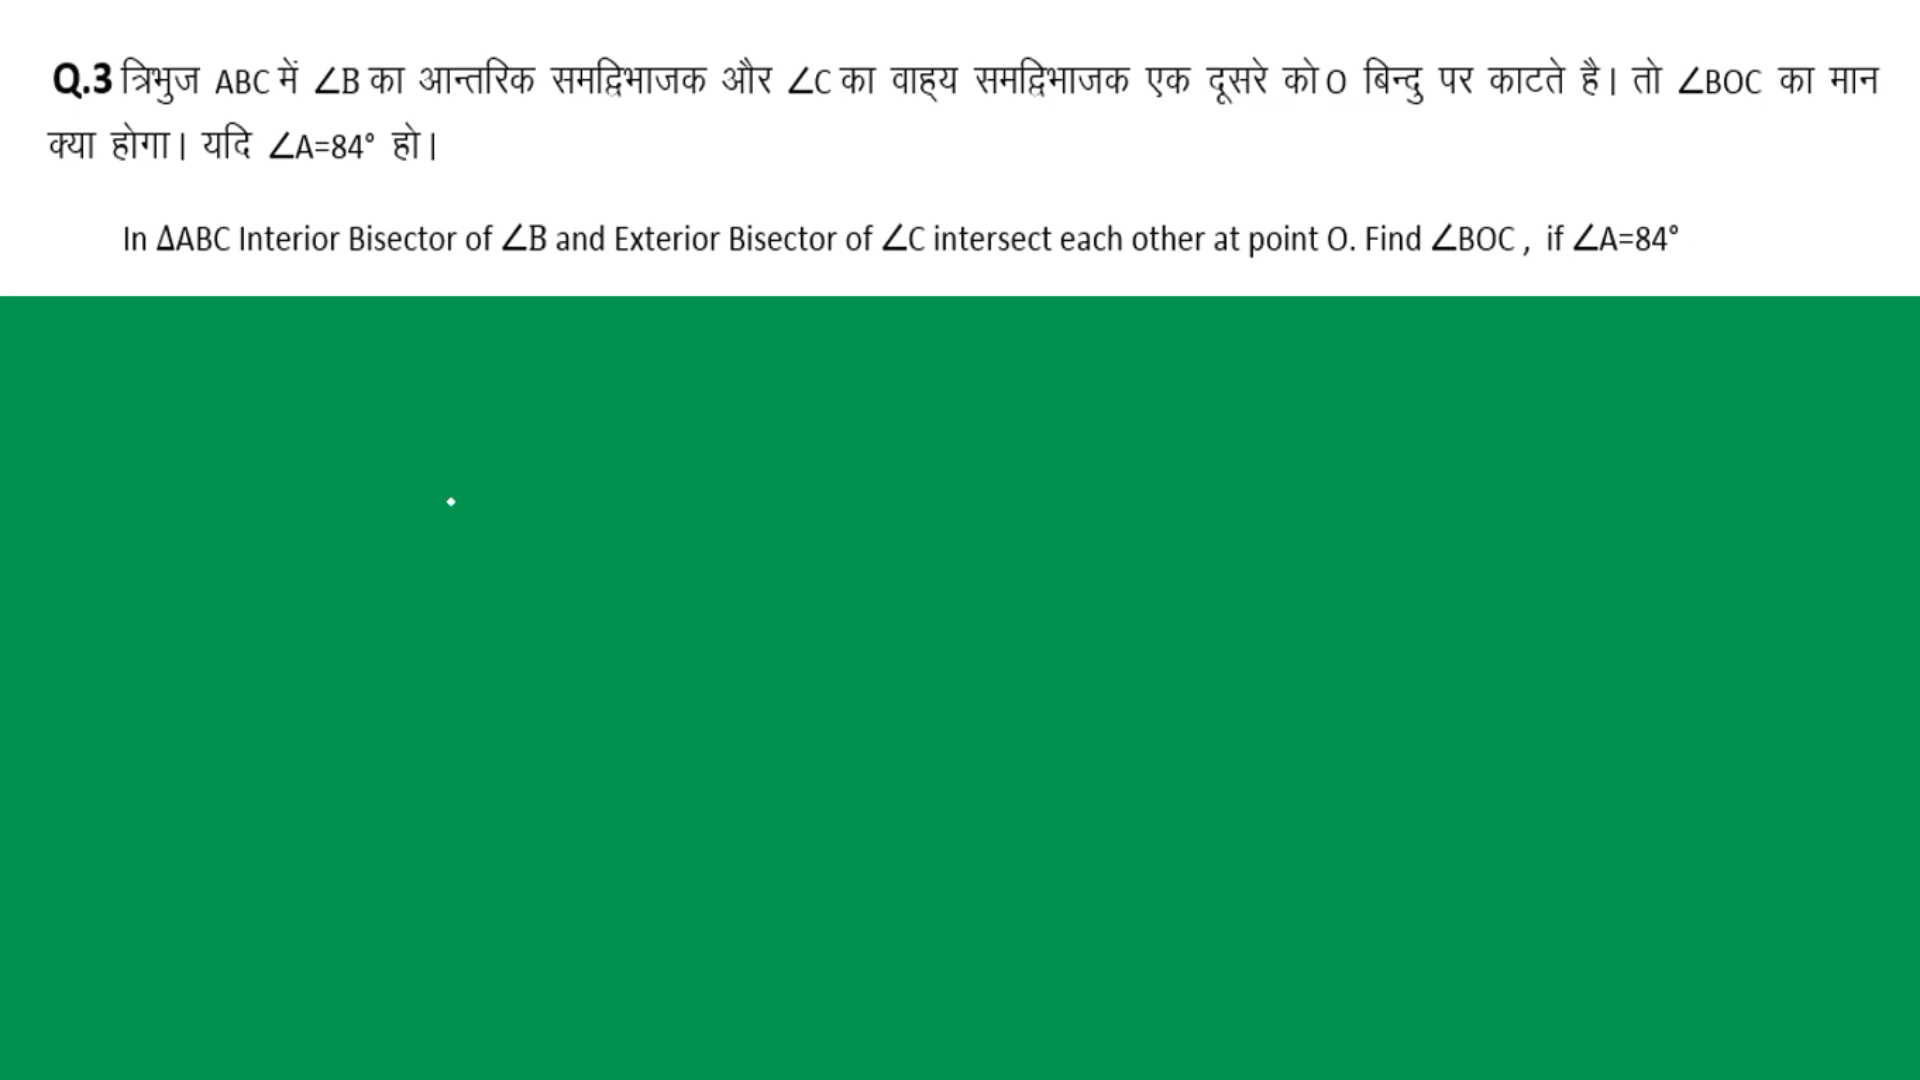 Q.3 त्रिभुज ABC में ∠B का आन्तरिक समद्विभाजक और ∠C का वाह्य समद्विभाजक एक दूसरे को O बिन्दु पर काटते है। तो ∠BOC का मान
क्या होगा। यदि ∠A=84° हो।
In ΔABC Interior Bisector of ∠B and Exterior Bisector of ∠C intersect each other at point O. Find ∠BOC , if ∠A=84°